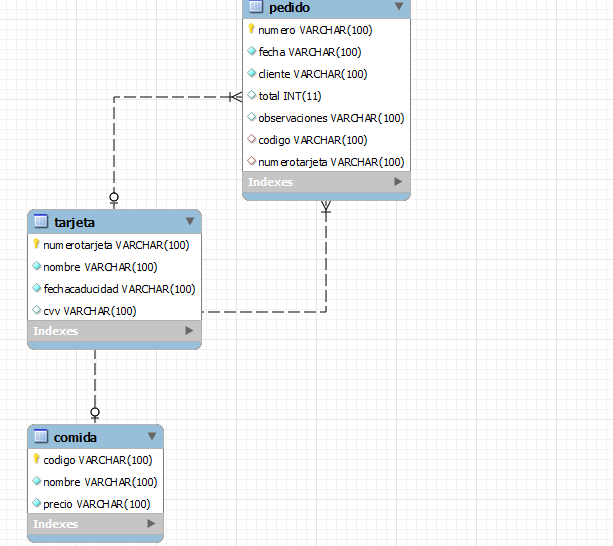 pedido
numero VARCHAR(100)
fecha VARCHAR(100)
cliente VARCHAR(100)
total INT(11)
observaciones VARCHAR(100)
codigo VARCHAR(100)
numerotarjeta VARCHAR(100)
Indexes
tarjeta
numerotarjeta VARCHAR(100)
nombre VARCHAR(100)
fechacaducidad VARCHAR(100)
cvv VARCHAR(100)
Indexes
comida
codigo VARCHAR(100)
nombre VARCHAR(100)
precio VARCHAR(100)
Indexes